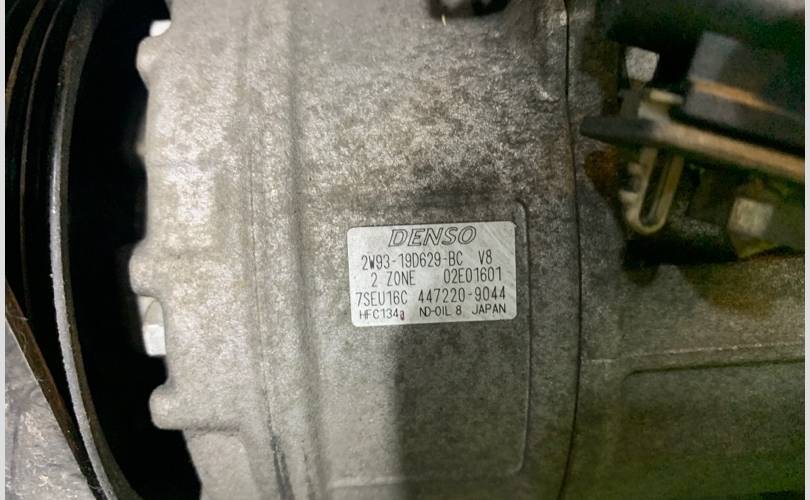 DENSO
2W93-19D629-BC V8
2 ZONE 02E01601
7SEU16C 447220-9044
HFC134a ND-OIL 8 JAPAN